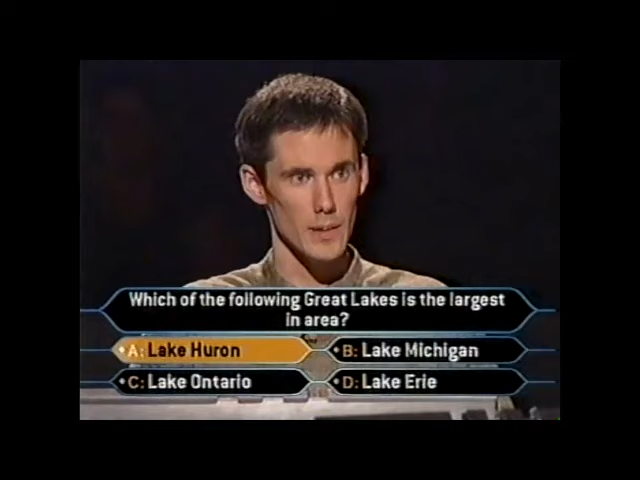 Which of the following Great Lakes is the largest
in area?
A: Lake Huron
B: Lake Michigan
C: Lake Ontario
D: Lake Erie